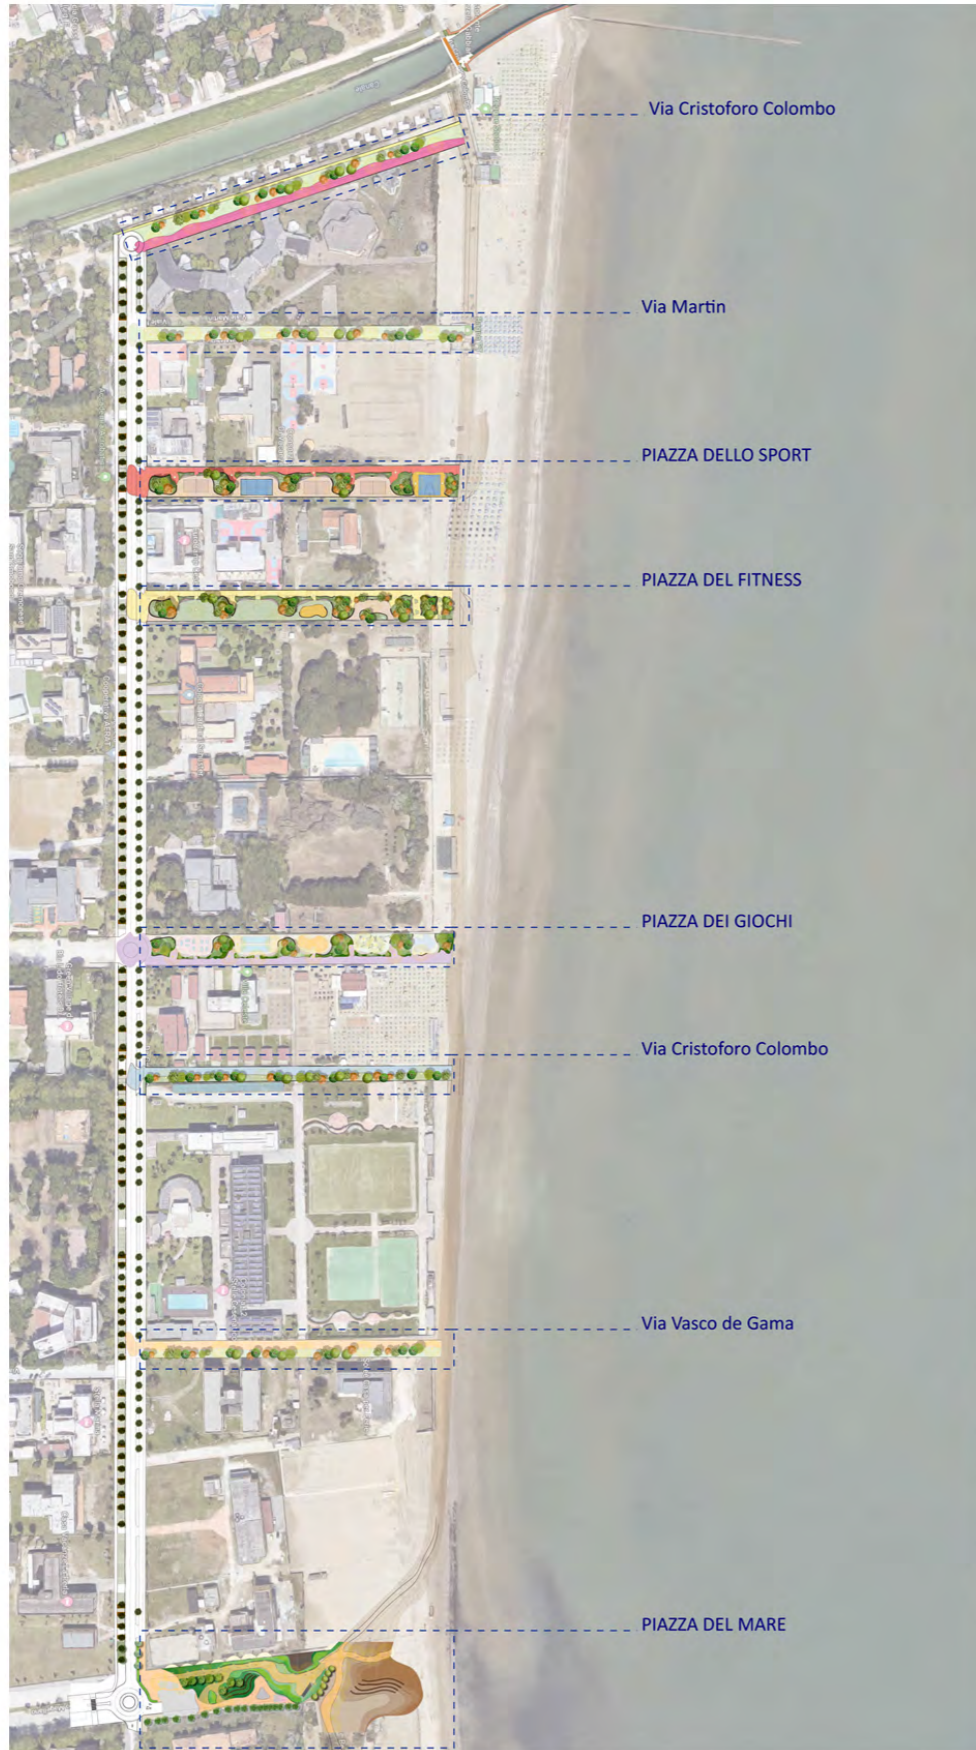 Via Cristoforo Colombo
Via Martin
PIAZZA DELLO SPORT
PIAZZA DEL FITNESS
PIAZZA DEI GIOCHI
Via Cristoforo Colombo
Via Vasco de Gama
PIAZZA DEL MARE